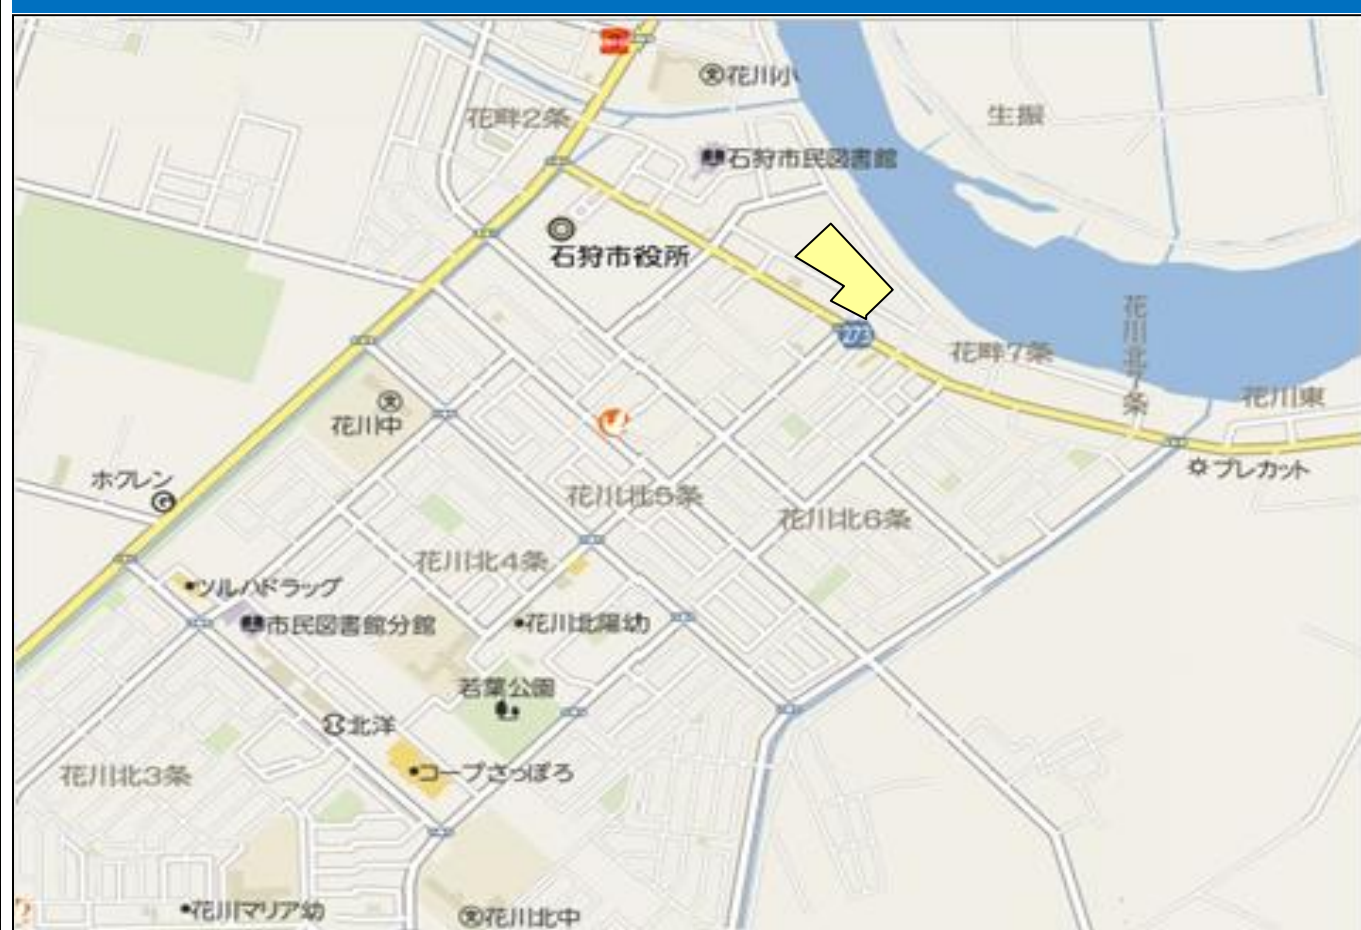 花川小
花畔2条
生振
石狩市民図書館
石狩市役所
花川北7条
273
花畔7条
花川東
花川中
プレカット
ホクレン
花川北5条
花川北6条
花川北4条
ツルハドラッグ
市民図書館分館
花川北陽幼
若葉公園
北洋
コープさっぽろ
花川北3条
花川マリア幼
花川北中